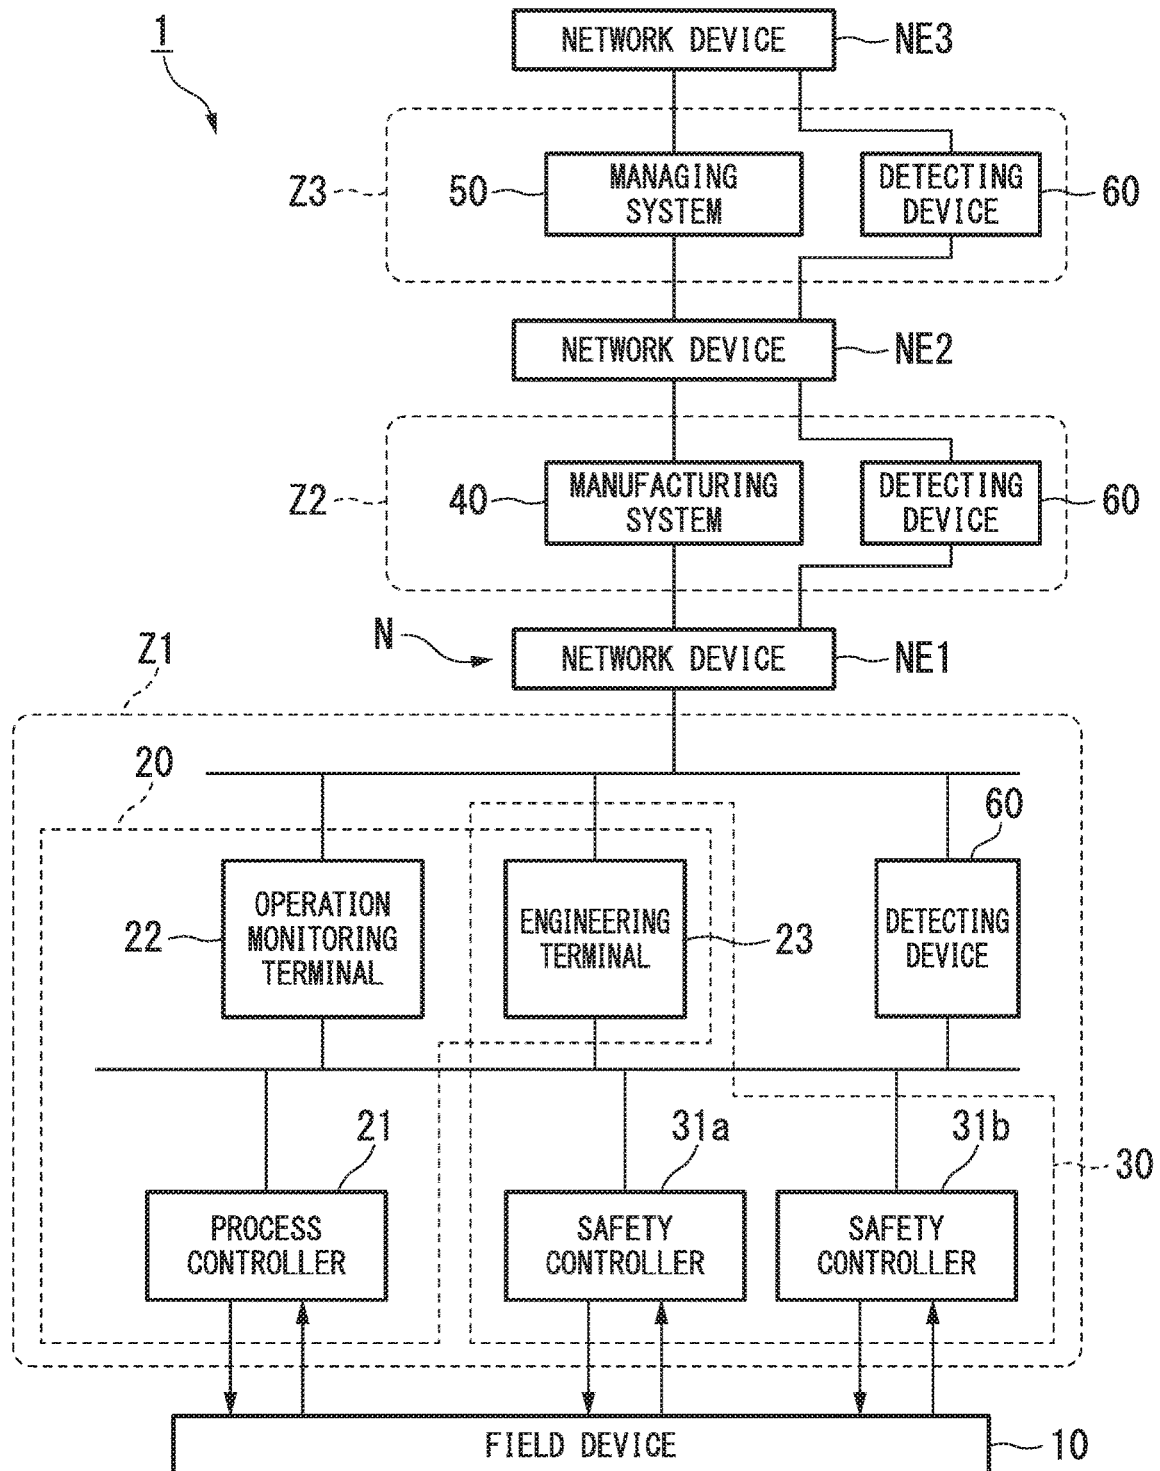 1
NETWORK DEVICE
NE3
Z3
50
MANAGING
SYSTEM
DETECTING
DEVICE
60
NETWORK DEVICE
NE2
Z2
40
MANUFACTURING
SYSTEM
DETECTING
DEVICE
60
N
NETWORK DEVICE
NE1
Z1
20
60
22
OPERATION
MONITORING
TERMINAL
ENGINEERING
TERMINAL
23
DETECTING
DEVICE
21
31a
31b
30
PROCESS
CONTROLLER
SAFETY
CONTROLLER
SAFETY
CONTROLLER
FIELD DEVICE
10